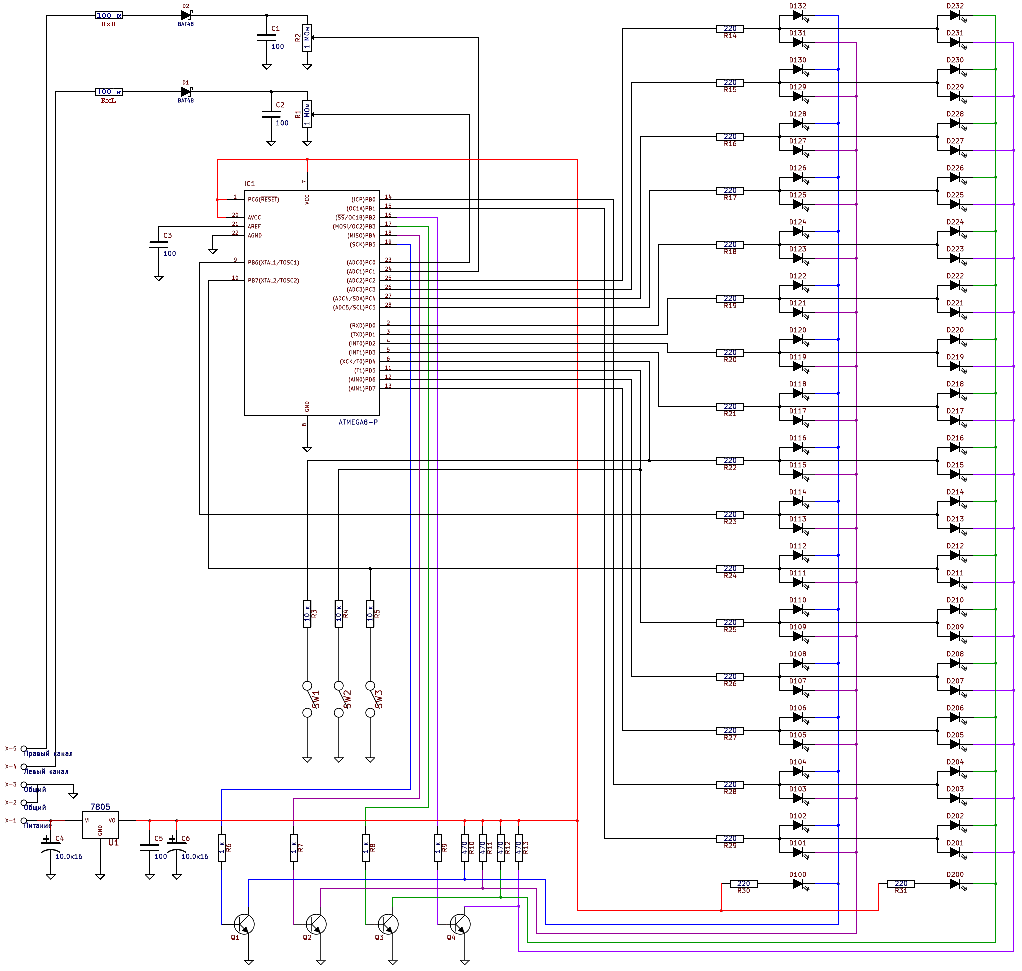 D2
100 н
RxR
BAT48
C1
100
R2
1 МОм
D1
100 н
RxL
BAT48
C2
100
R1
1 МОм
IC1
7
VCC
1
PC6(RESET)
20
AVCC
21
AREF
22
AGND
9
PB6(XTAL1/TOSC1)
10
PB7(XTAL2/TOSC2)
C3
100
(ICP)PB0
14
(OC1A)PB1
15
(SS/OC1B)PB2
16
(MOSI/OC2)PB3
17
(MISO)PB4
18
(SCK)PB5
19
(ADC0)PC0
23
(ADC1)PC1
24
(ADC2)PC2
25
(ADC3)PC3
26
(ADC4/SDA)PC4
27
(ADC5/SCL)PC5
28
(RXD)PD0
2
(TXD)PD1
3
(INT0)PD2
4
(INT1)PD3
5
(XCK/T0)PD4
6
(T1)PD5
11
(AIN0)PD6
12
(AIN1)PD7
13
GND
8
ATMEGA8-P
10 к
R3
10 к
R4
10 к
R5
SW1
SW2
SW3
X-5
Правый канал
X-4
Левый канал
X-3
Общий
X-2
Общий
X-1
Питание
7805
VI
VO
GND
U1
C4
10.0x16
C5
100
C6
10.0x16
1 к
R6
1 к
R7
1 к
R8
1 к
R9
470
R10
470
R11
470
R12
470
R13
Q1
Q2
Q3
Q4
220
R14
D132
D131
D232
D231
220
R15
D130
D129
D230
D229
220
R16
D128
D127
D228
D227
220
R17
D126
D125
D226
D225
220
R18
D124
D123
D224
D223
220
R19
D122
D121
D222
D221
220
R20
D120
D119
D220
D219
220
R21
D118
D117
D218
D217
220
R22
D116
D115
D216
D215
220
R23
D114
D113
D214
D213
220
R24
D112
D111
D212
D211
220
R25
D110
D109
D210
D209
220
R26
D108
D107
D208
D207
220
R27
D106
D105
D206
D205
220
R28
D104
D103
D204
D203
220
R29
D102
D101
D202
D201
220
R30
D100
220
R31
D200